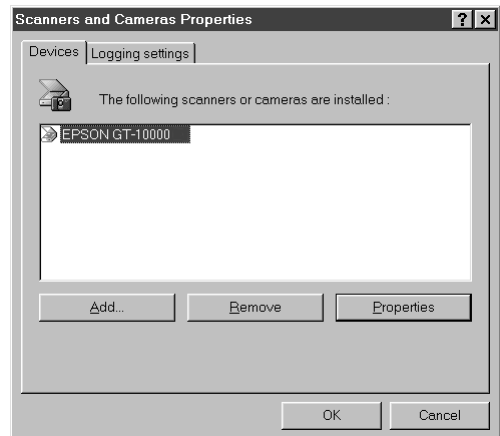 Scanners and Cameras Properties
Devices
Logging settings
The following scanners or cameras are installed :
EPSON GT-10000
Add...
Remove
Properties
OK
Cancel